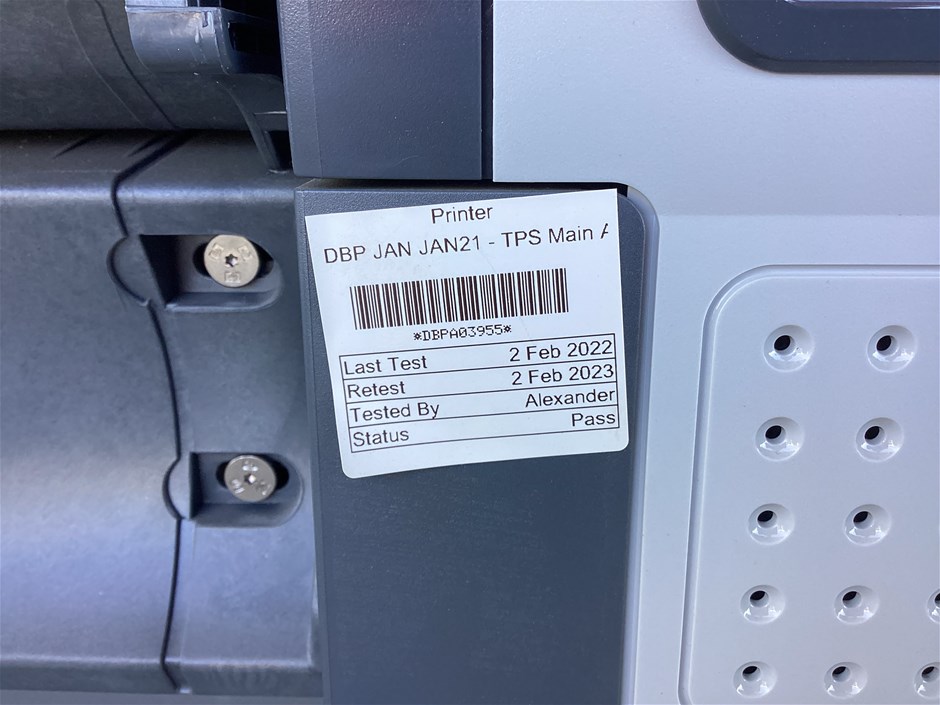 Printer
DBP JAN JAN21 - TPS Main
*DBPA03955*
Last Test 2 Feb 2022
Retest 2 Feb 2023
Tested By Alexander
Status Pass